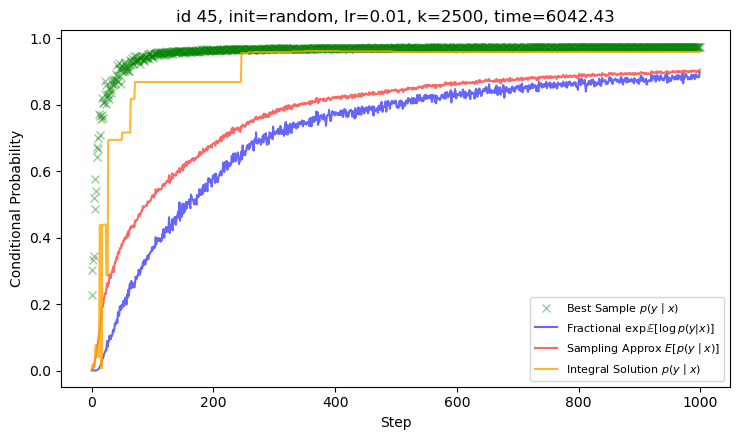 id 45, init=random, lr=0.01, k=2500, time=6042.43
Conditional Probability
1.0
0.8
0.6
0.4
0.2
0.0
Best Sample p(y | x)
Fractional exp𝔼[log p(y|x)]
Sampling Approx E[p(y | x)]
Integral Solution p(y | x)
0
200
400
600
800
1000
Step